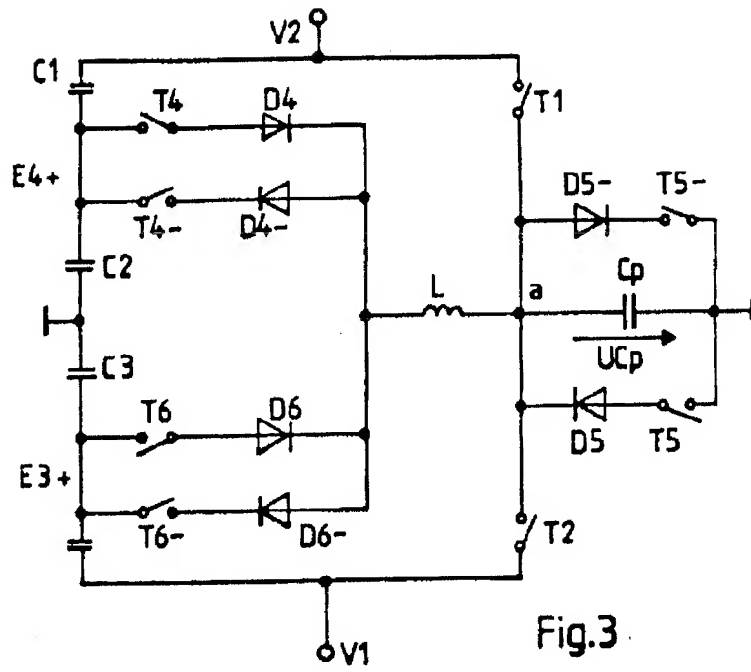 V2
C1
T4
D4
T1
E4+
D5-
T5-
T4-
D4-
C2
Cp
L
a
C3
UCp
T6
D6
D5
T5
E3+
T6-
D6-
T2
V1
Fig.3